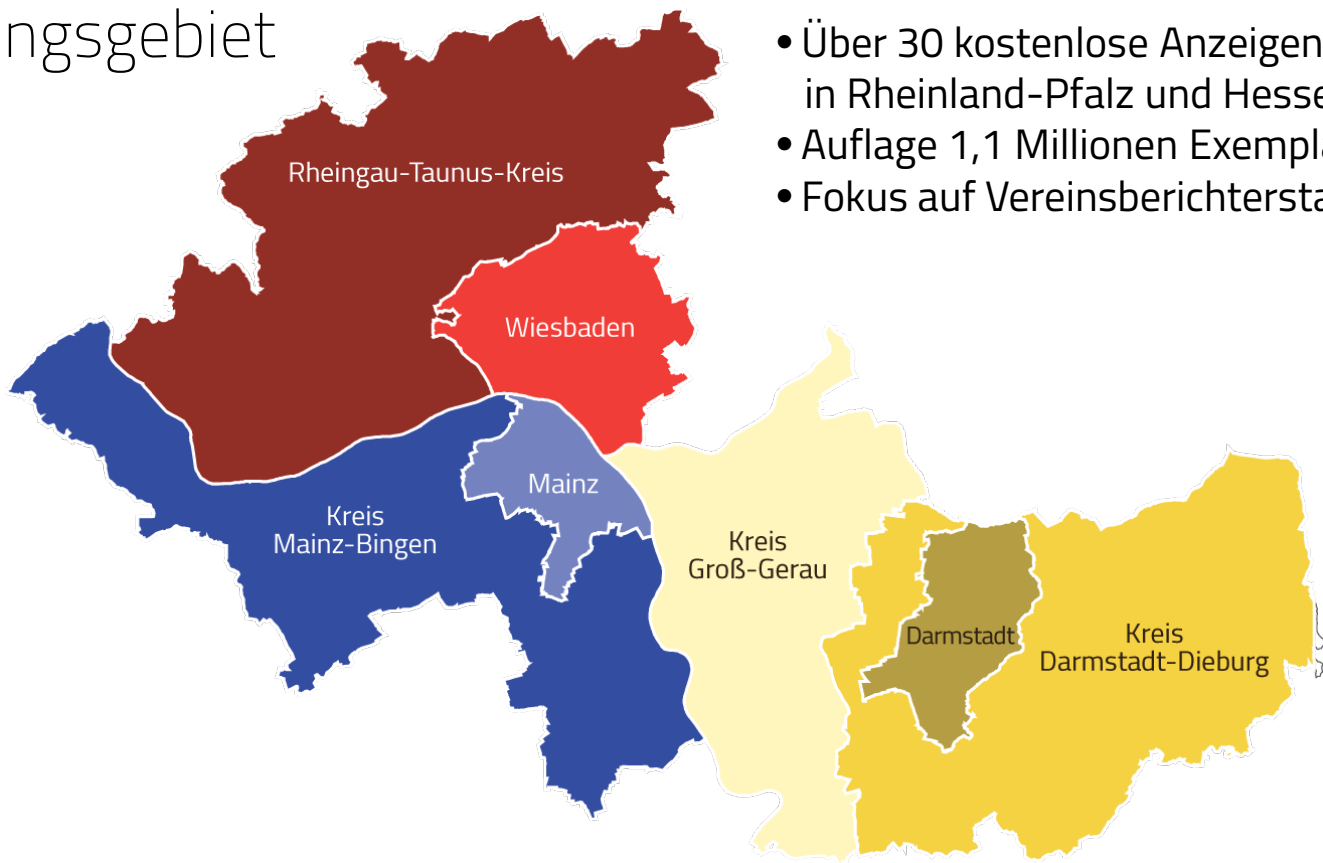 ngsgebiet
• Über 30 kostenlose Anzeigen
in Rheinland-Pfalz und Hesse
• Auflage 1,1 Millionen Exempla
• Fokus auf Vereinsberichtersta
Rheingau-Taunus-Kreis
Wiesbaden
Mainz
Kreis
Mainz-Bingen
Kreis
Groß-Gerau
Darmstadt
Kreis
Darmstadt-Dieburg